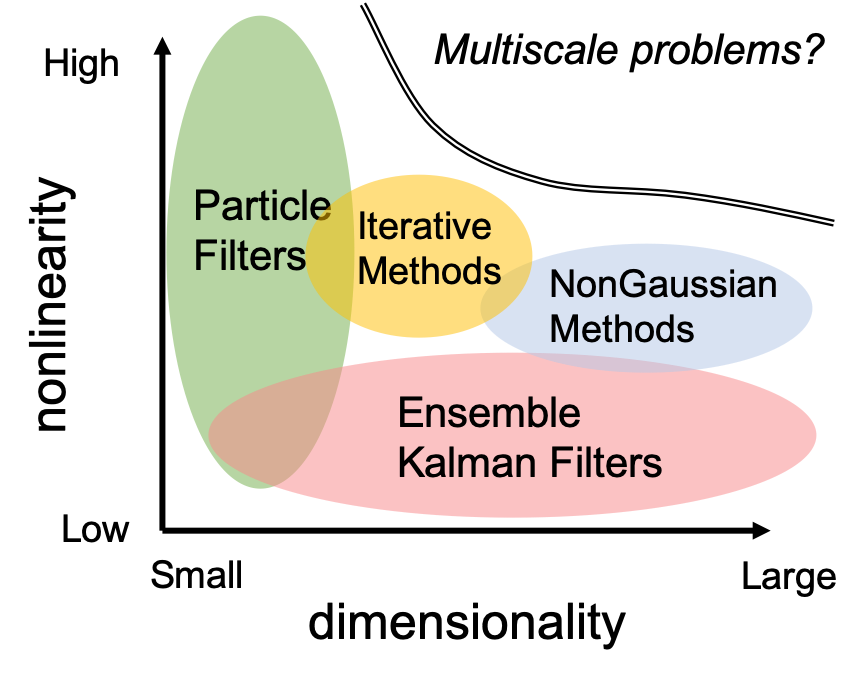 Multiscale problems?
High
Particle
Filters
Iterative
Methods
NonGaussian
Methods
nonlinearity
Ensemble
Kalman Filters
Low
Small
Large
dimensionality